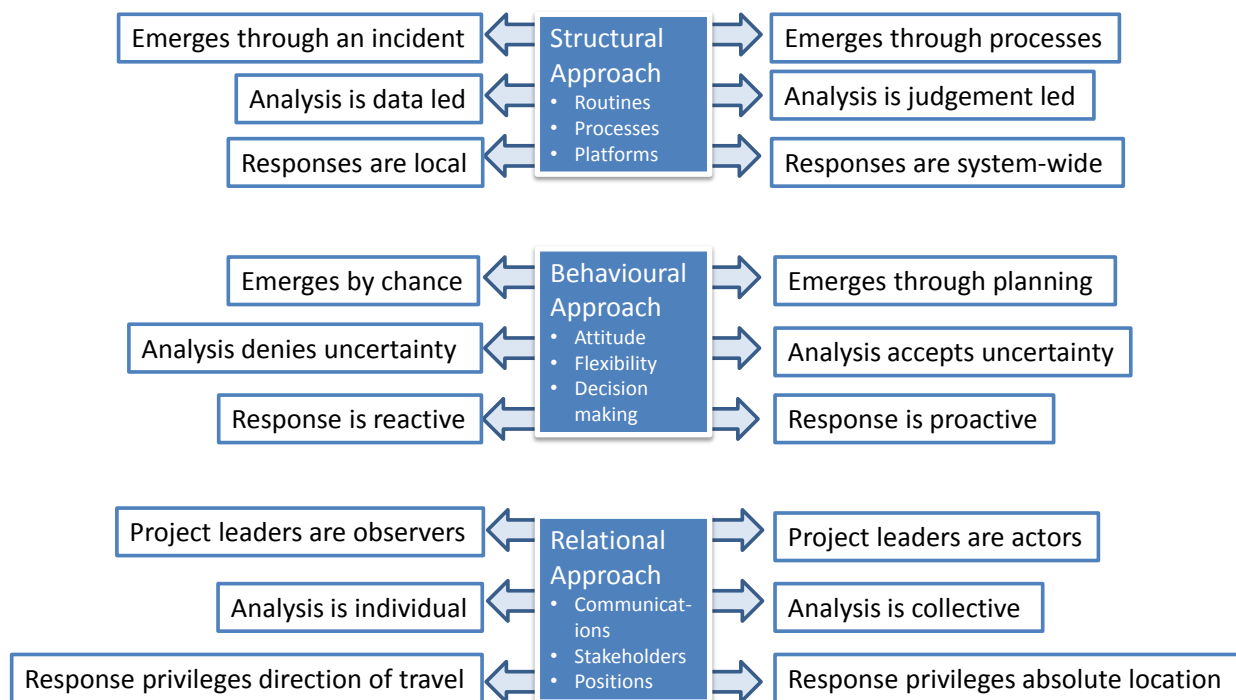 Emerges through an incident
Structural
Approach
• Routines
• Processes
• Platforms
Emerges through processes
Analysis is data led
Analysis is judgement led
Responses are local
Responses are system-wide
Emerges by chance
Behavioural
Approach
• Attitude
• Flexibility
• Decision
making
Emerges through planning
Analysis denies uncertainty
Analysis accepts uncertainty
Response is reactive
Response is proactive
Project leaders are observers
Relational
Approach
• Communicat-
ions
• Stakeholders
• Positions
Project leaders are actors
Analysis is individual
Analysis is collective
Response privileges direction of travel
Response privileges absolute location